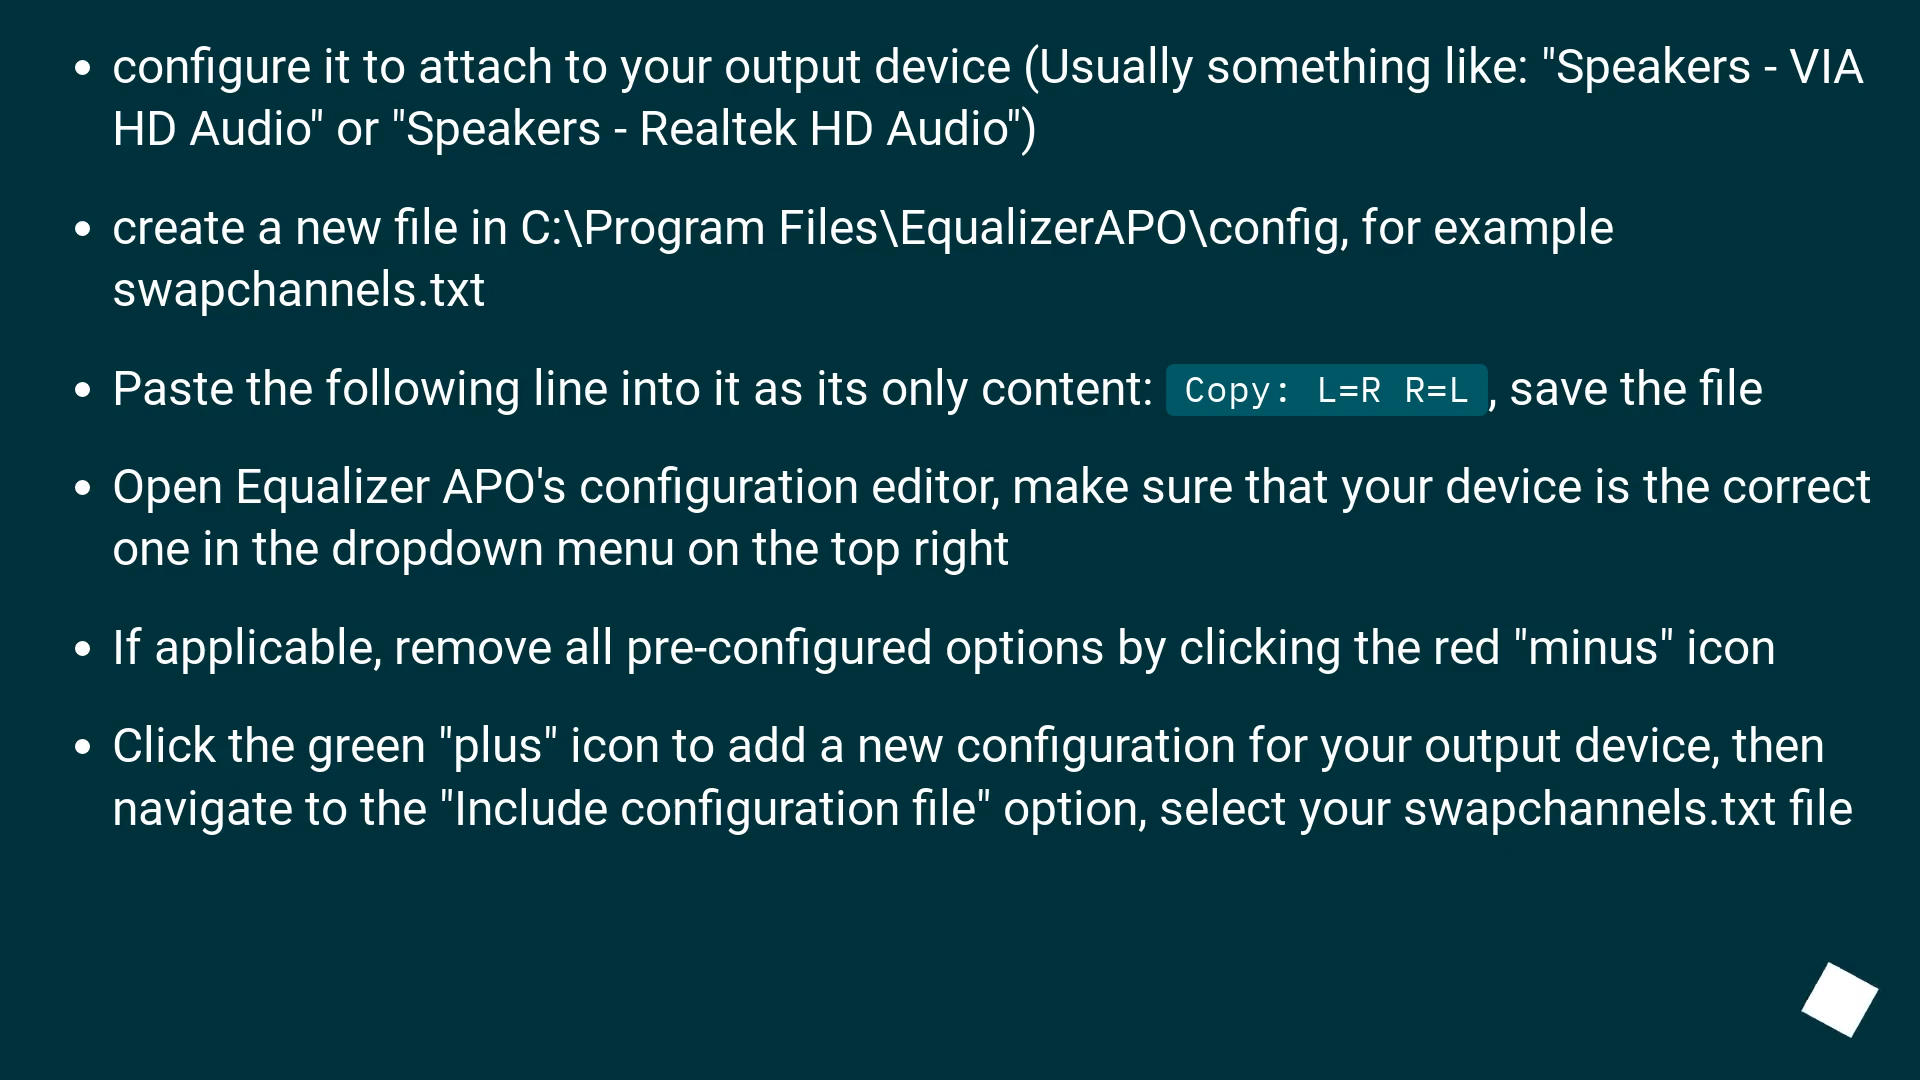 • configure it to attach to your output device (Usually something like: "Speakers - VIA
HD Audio" or "Speakers - Realtek HD Audio")
• create a new file in C:\Program Files\EqualizerAPO\config, for example
swapchannels.txt
• Paste the following line into it as its only content: Copy: L=R R=L, save the file
• Open Equalizer APO's configuration editor, make sure that your device is the correct
one in the dropdown menu on the top right
• If applicable, remove all pre-configured options by clicking the red "minus" icon
• Click the green "plus" icon to add a new configuration for your output device, then
navigate to the "Include configuration file" option, select your swapchannels.txt file